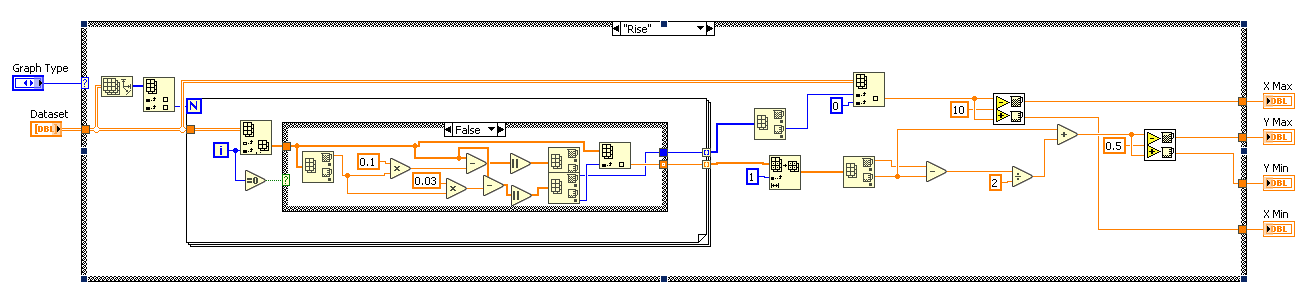 "Rise"
Graph Type
?
Dataset
DBL
N
i
=0
False
?
0.1
0.03
0
1
10
2
0.5
X Max
DBL
Y Max
DBL
Y Min
DBL
X Min
DBL